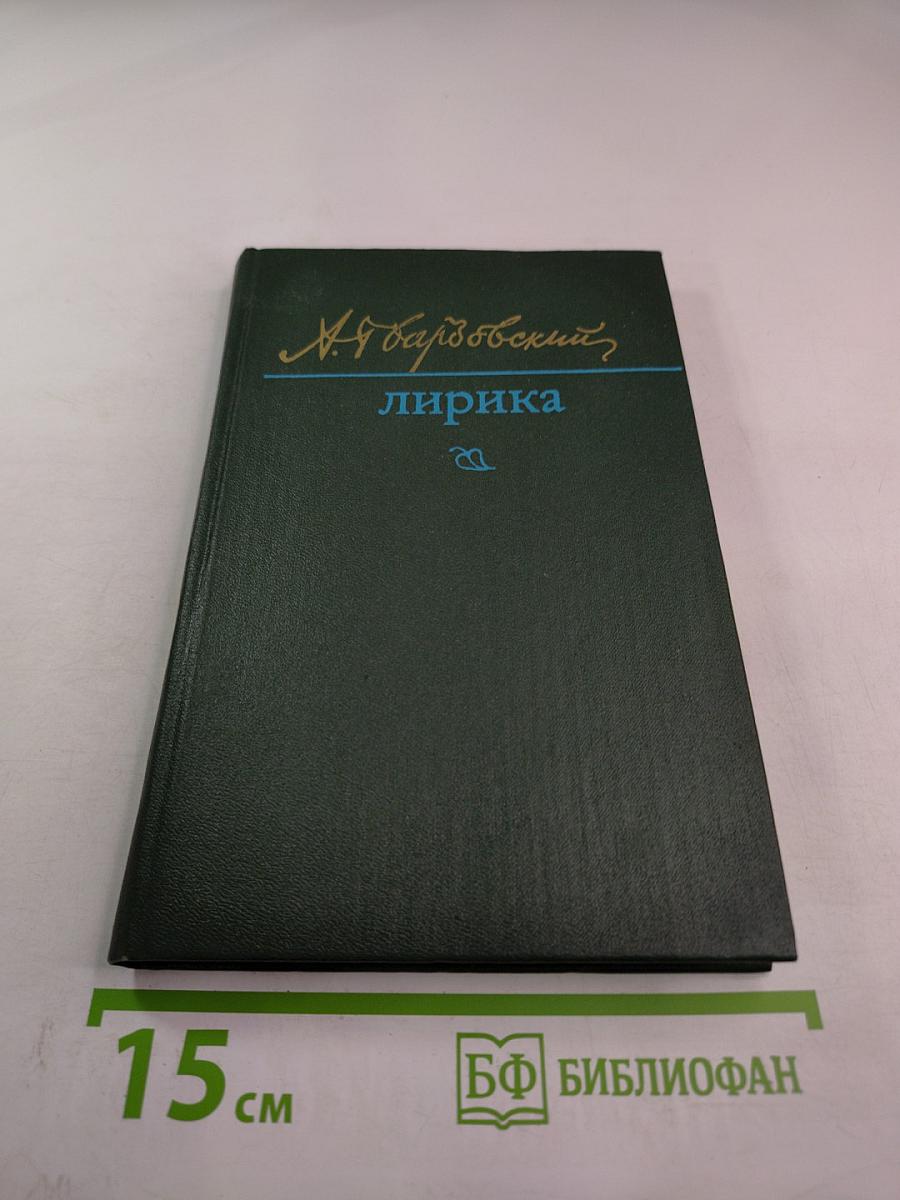 А. Твардовский
лирика
15 см
БФ БИБЛИОФАН